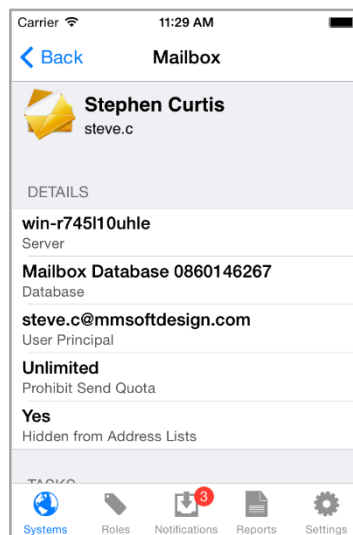 Carrier 11:29 AM
Back Mailbox
Stephen Curtis
steve.c
DETAILS
win-r745l10uhle
Server
Mailbox Database 0860146267
Database
steve.c@mmsoftdesign.com
User Principal
Unlimited
Prohibit Send Quota
Yes
Hidden from Address Lists
TASKS
3
Systems Roles Notifications Reports Settings